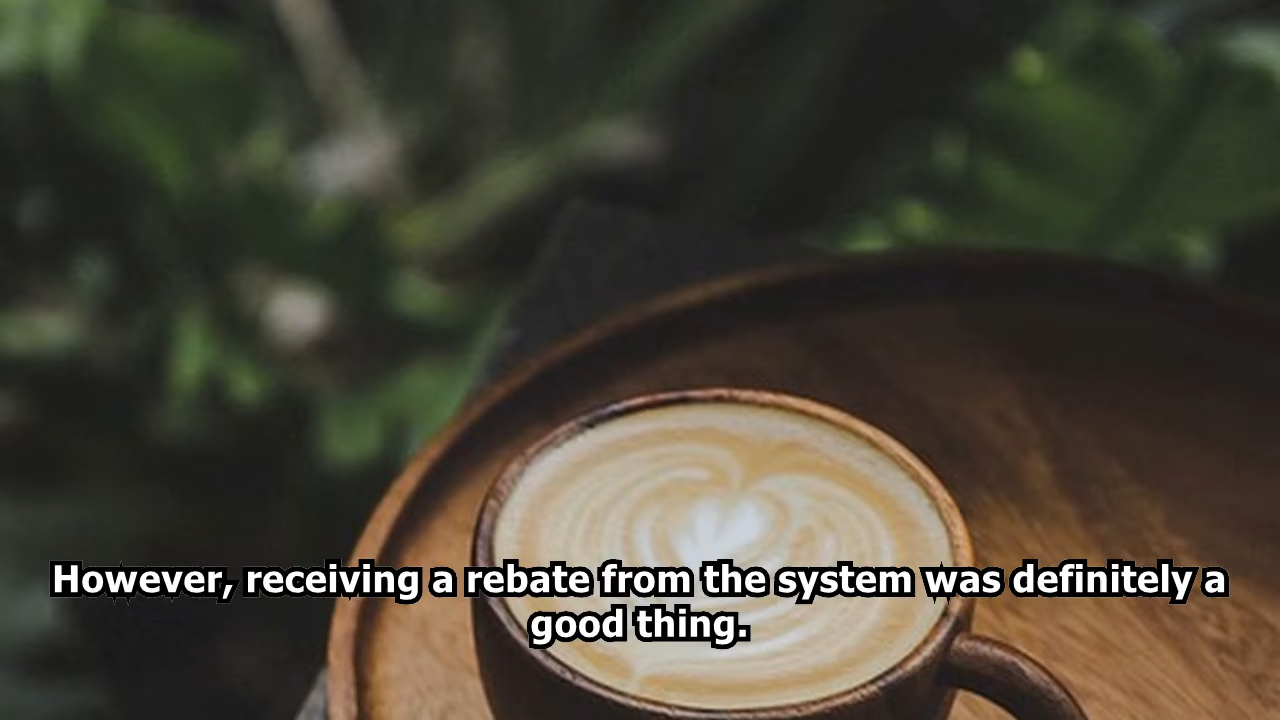 However, receiving a rebate from the system was definitely a
good thing.